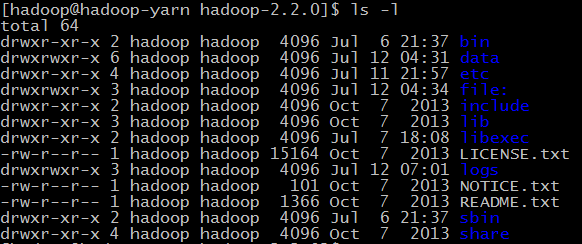 [hadoop@hadoop-yarn hadoop-2.2.0]$ ls -l
total 64
drwxr-xr-x 2 hadoop hadoop  4096 Jul  6 21:37 bin
drwxrwxr-x 6 hadoop hadoop  4096 Jul 12 04:31 data
drwxr-xr-x 4 hadoop hadoop  4096 Jul 11 21:57 etc
drwxrwxr-x 3 hadoop hadoop  4096 Jul 12 04:34 file:
drwxr-xr-x 2 hadoop hadoop  4096 Oct  7  2013 include
drwxr-xr-x 3 hadoop hadoop  4096 Oct  7  2013 lib
drwxr-xr-x 2 hadoop hadoop  4096 Jul  7 18:08 libexec
-rw-r--r-- 1 hadoop hadoop 15164 Oct  7  2013 LICENSE.txt
drwxrwxr-x 3 hadoop hadoop  4096 Jul 12 07:01 logs
-rw-r--r-- 1 hadoop hadoop   101 Oct  7  2013 NOTICE.txt
-rw-r--r-- 1 hadoop hadoop  1366 Oct  7  2013 README.txt
drwxr-xr-x 2 hadoop hadoop  4096 Jul  6 21:37 sbin
drwxr-xr-x 4 hadoop hadoop  4096 Oct  7  2013 share